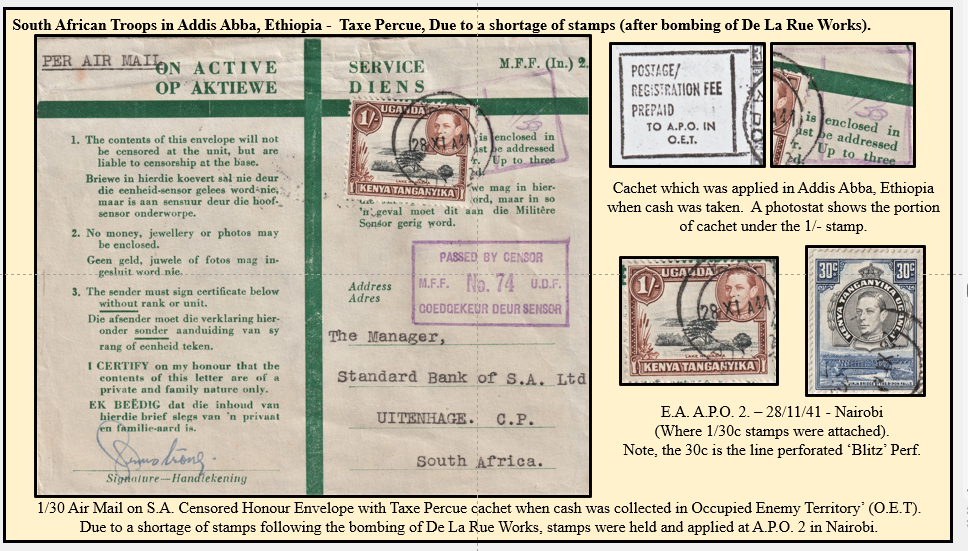 South African Troops in Addis Abba, Ethiopia - Taxe Percue, Due to a shortage of stamps (after bombing of De La Rue Works).
PER AIR MAIL
ON ACTIVE
OP AKTIEWE
SERVICE
DIENS
M.F.F. (In.) 2.
1. The contents of this envelope will not
be censored at the unit, but are
liable to censorship at the base.
Briewe in hierdie koevert sal nie deur
die eenheid-sensor gelees word nie,
maar is aan sensuur deur die hoof-
sensor onderworpe.
2. No money, jewellery or photos may
be enclosed.
Geen geld, juwele of fotos mag in-
gesluit word nie.
3. The sender must sign certificate below
without rank or unit.
Die afsender moet die verklaring hier-
onder sonder aanduiding van sy
rang of eenheid teken.
I CERTIFY on my honour that the
contents of this letter are of a
private and family nature only.
EK BEËDIG dat die inhoud van
hierdie brief slegs van 'n privaat
en familie-aard is.
Signature—Handtekening
UGANDA
1/-
28 XI 41
KENYA TANGANYIKA
is enclosed in
ust be addressed
r. Up to three
d.
we mag in hier-
ord, maar in so
'n geval moet dit aan die Militêre
Sensor gerig word.
PASSED BY CENSOR
M.F.F. No. 74 U.D.F.
GOEDGEKEUR DEUR SENSOR
Address
Adres
The Manager,
Standard Bank of S.A. Ltd
UITENHAGE. C.P.
South Africa.
POSTAGE/
REGISTRATION FEE
PREPAID
TO A.P.O. IN
O.E.T.
is enclosed in
ust be addressed
r. Up to three
Cachet which was applied in Addis Abba, Ethiopia
when cash was taken. A photostat shows the portion
of cachet under the 1/- stamp.
UGANDA
1/-
28 XI 41
KENYA TANGANYIKA
30c 30c
KENYA TANGANYIKA UGANDA
E.A. A.P.O. 2. – 28/11/41 - Nairobi
(Where 1/30c stamps were attached).
Note, the 30c is the line perforated ‘Blitz’ Perf.
1/30 Air Mail on S.A. Censored Honour Envelope with Taxe Percue cachet when cash was collected in Occupied Enemy Territory’ (O.E.T).
Due to a shortage of stamps following the bombing of De La Rue Works, stamps were held and applied at A.P.O. 2 in Nairobi.